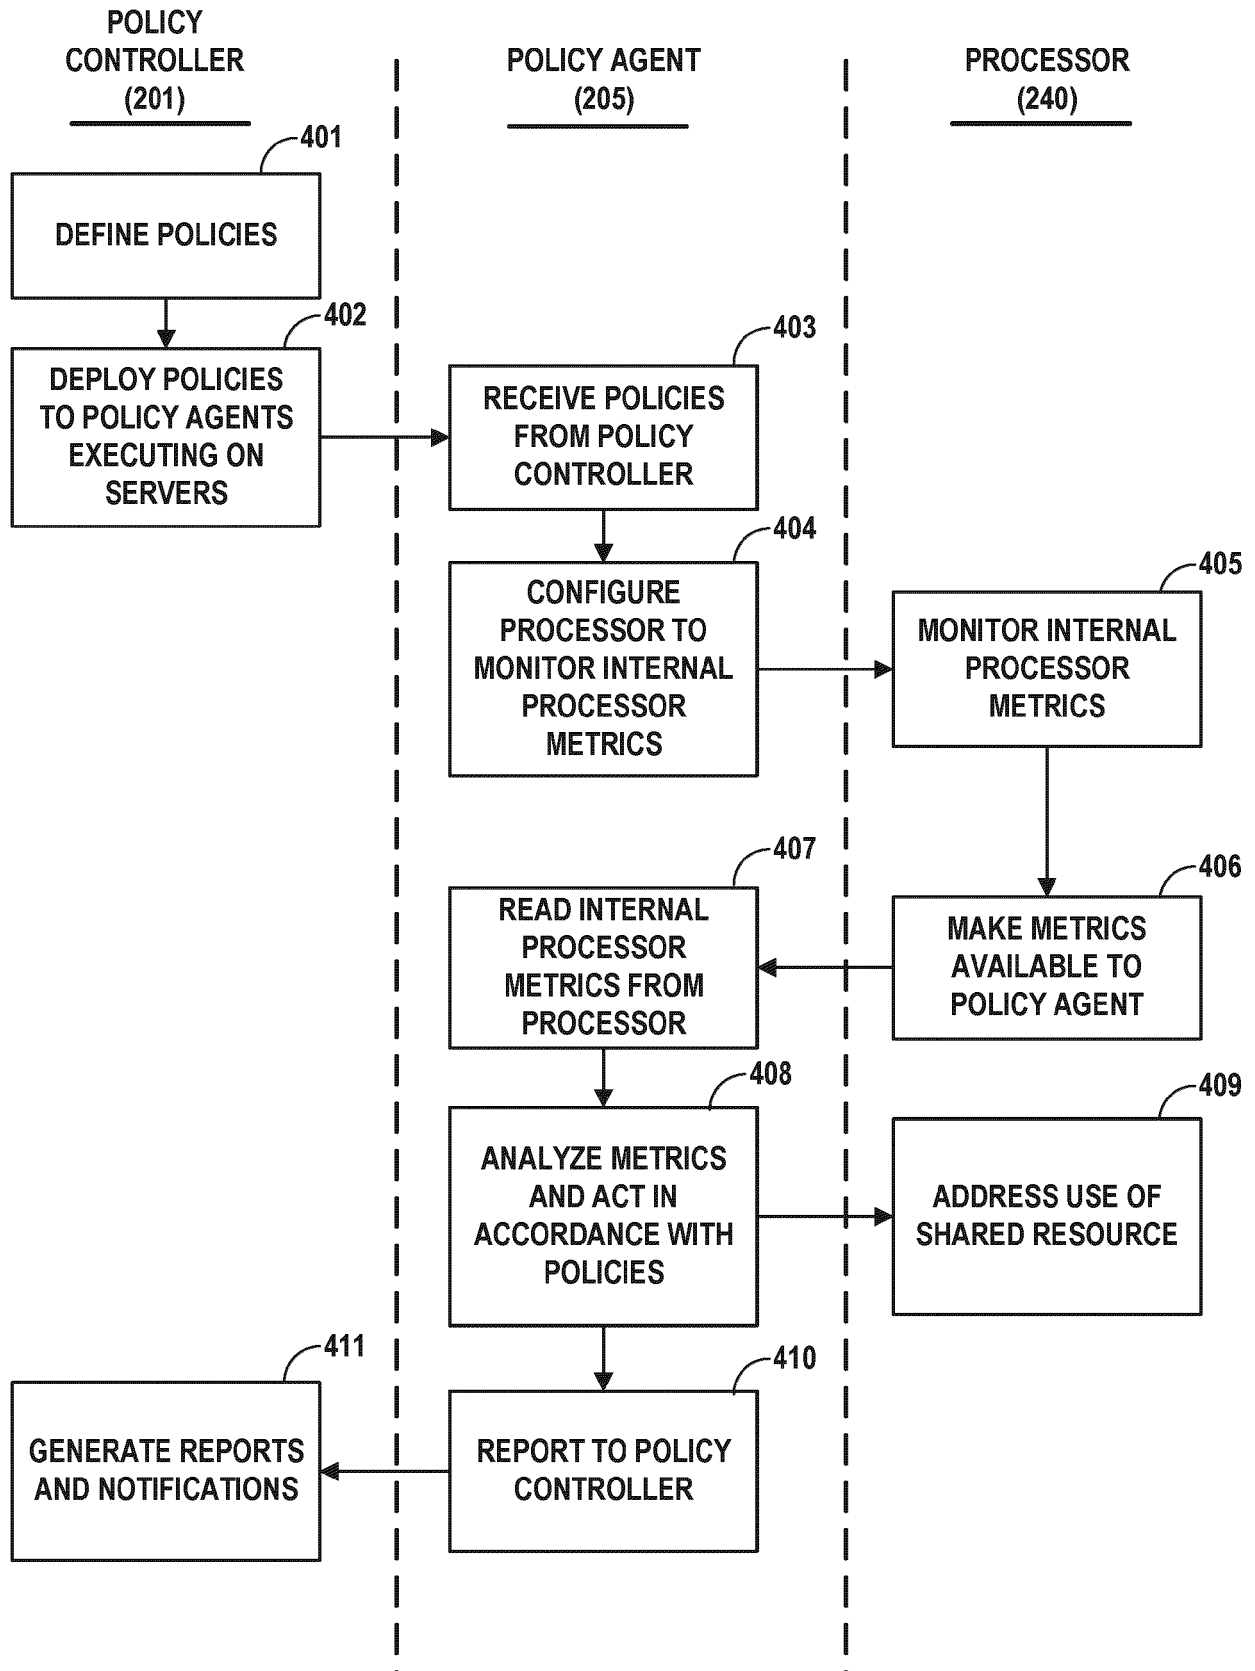 POLICY
CONTROLLER
(201)
POLICY AGENT
(205)
PROCESSOR
(240)
401
DEFINE POLICIES
402
DEPLOY POLICIES
TO POLICY AGENTS
EXECUTING ON
SERVERS
403
RECEIVE POLICIES
FROM POLICY
CONTROLLER
404
CONFIGURE
PROCESSOR TO
MONITOR INTERNAL
PROCESSOR
METRICS
405
MONITOR INTERNAL
PROCESSOR
METRICS
406
MAKE METRICS
AVAILABLE TO
POLICY AGENT
407
READ INTERNAL
PROCESSOR
METRICS FROM
PROCESSOR
408
ANALYZE METRICS
AND ACT IN
ACCORDANCE WITH
POLICIES
409
ADDRESS USE OF
SHARED RESOURCE
410
REPORT TO POLICY
CONTROLLER
411
GENERATE REPORTS
AND NOTIFICATIONS